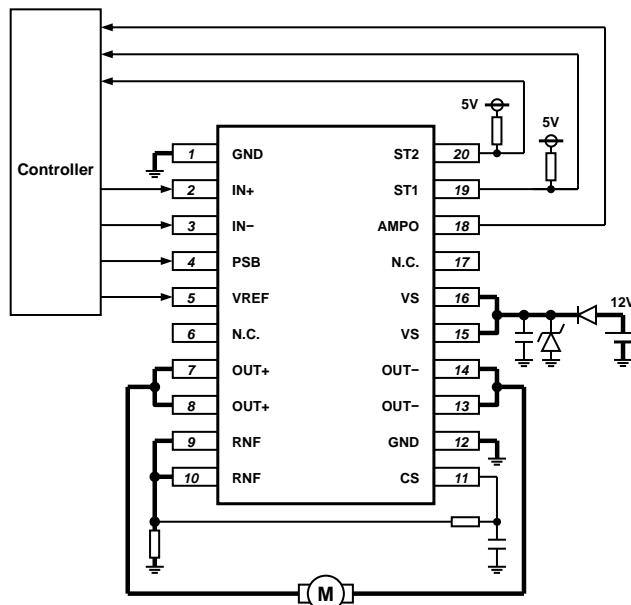 5V
5V
Controller
1 GND ST2 20
2 IN+ ST1 19
3 IN− AMPO 18
4 PSB N.C. 17
5 VREF VS 16
12V
6 N.C. VS 15
7 OUT+ OUT− 14
8 OUT+ OUT− 13
9 RNF GND 12
10 RNF CS 11
M